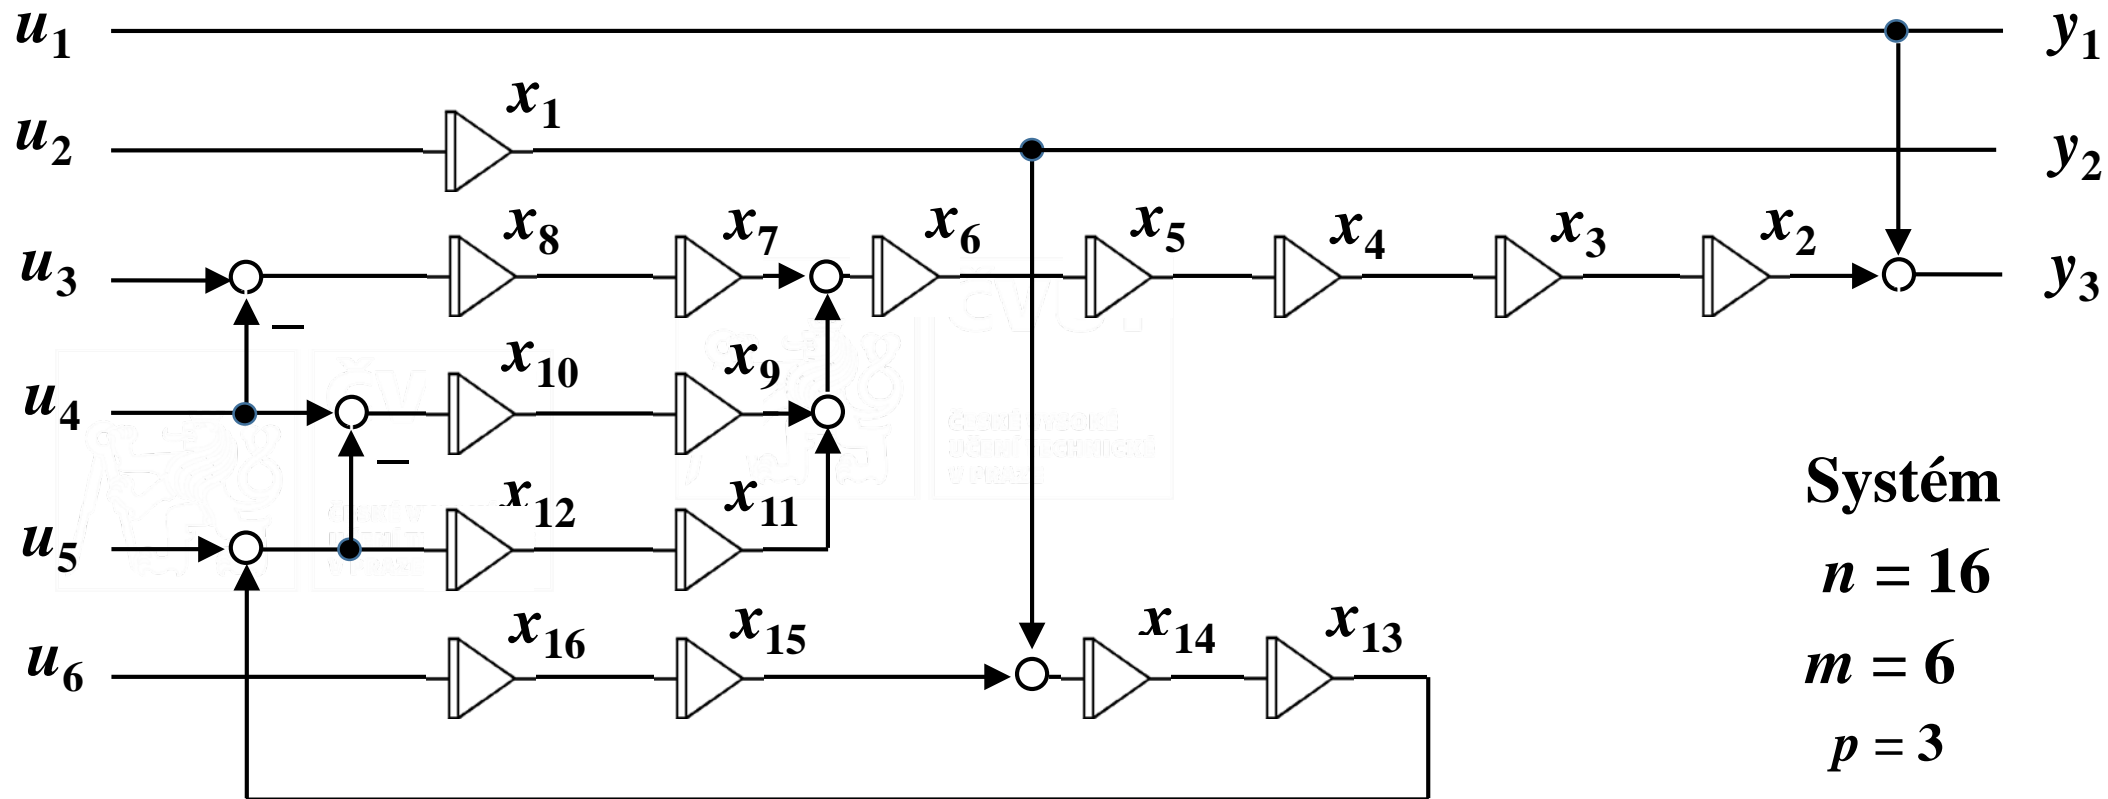 u1 y1
x1
u2 y2
x8 x7 x6 x5 x4 x3 x2
u3 y3
–
x10 x9
u4
–
x12 x11
u5
Systém
n = 16
x16 x15 x14 x13
u6
m = 6
p = 3